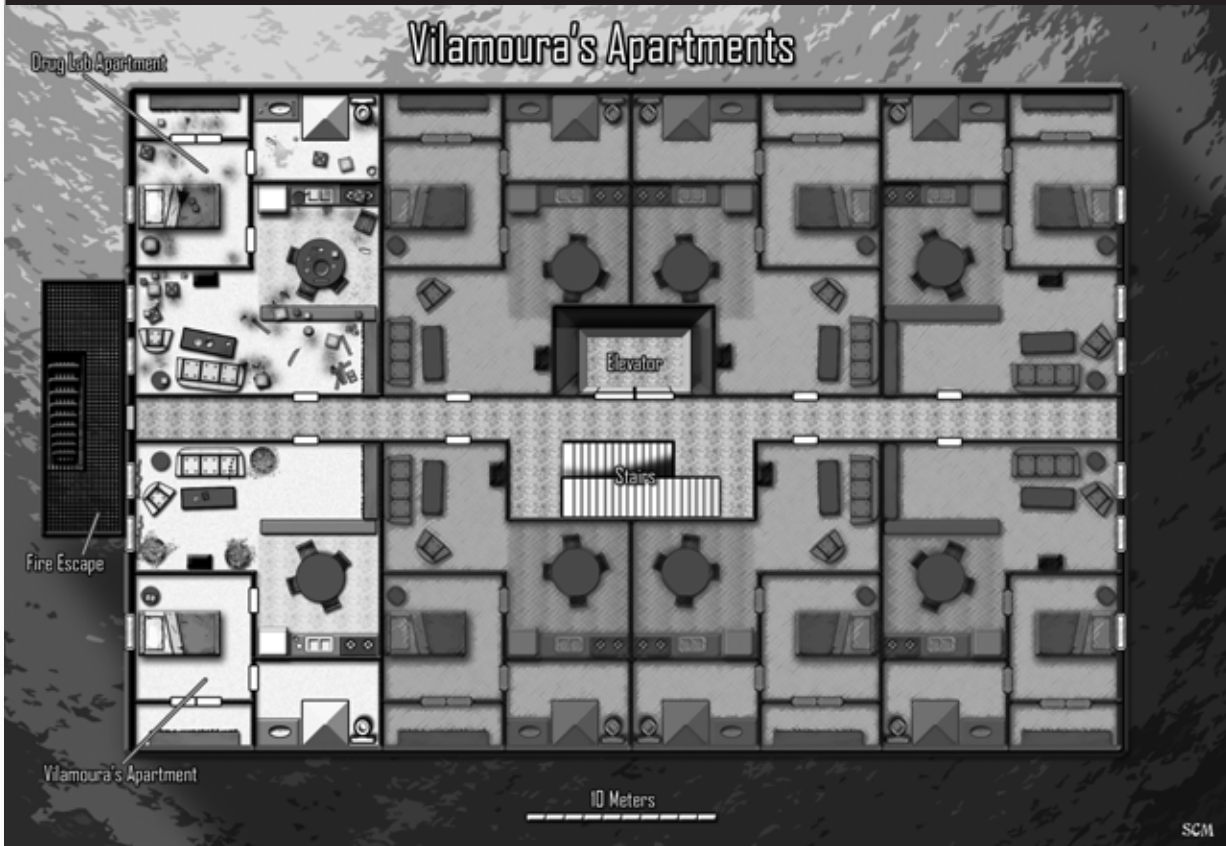 Vilamoura's Apartments
Drug Lab Apartment
Elevator
Stairs
Fire Escape
Vilamoura's Apartment
10 Meters
SCM